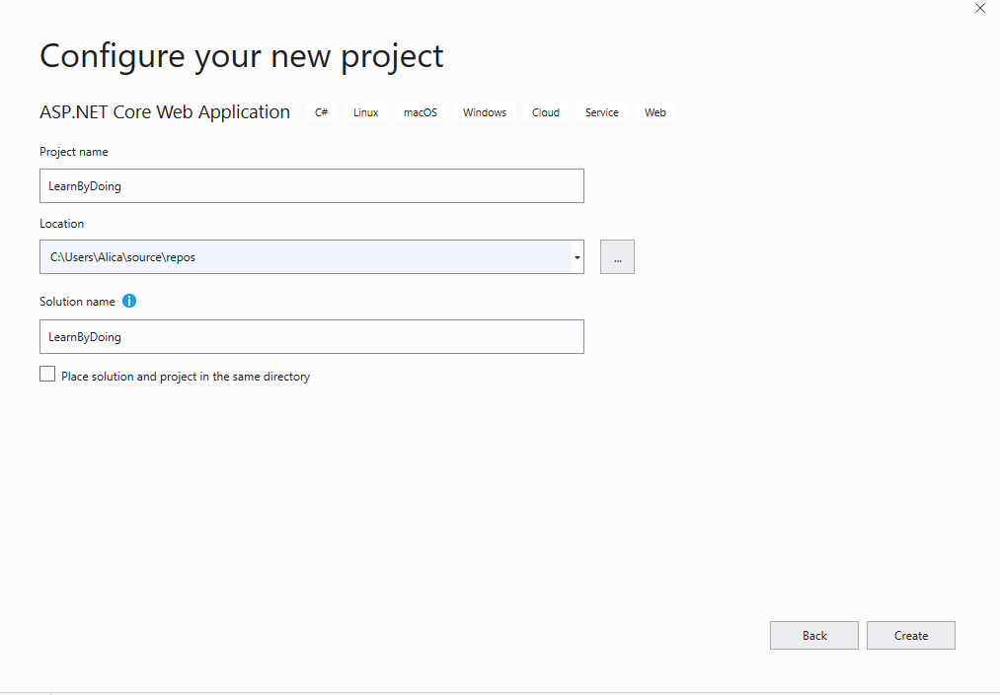 Configure your new project
ASP.NET Core Web Application C# Linux macOS Windows Cloud Service Web
Project name
LearnByDoing
Location
C:\Users\Alica\source\repos
...
Solution name
LearnByDoing
Place solution and project in the same directory
Back Create